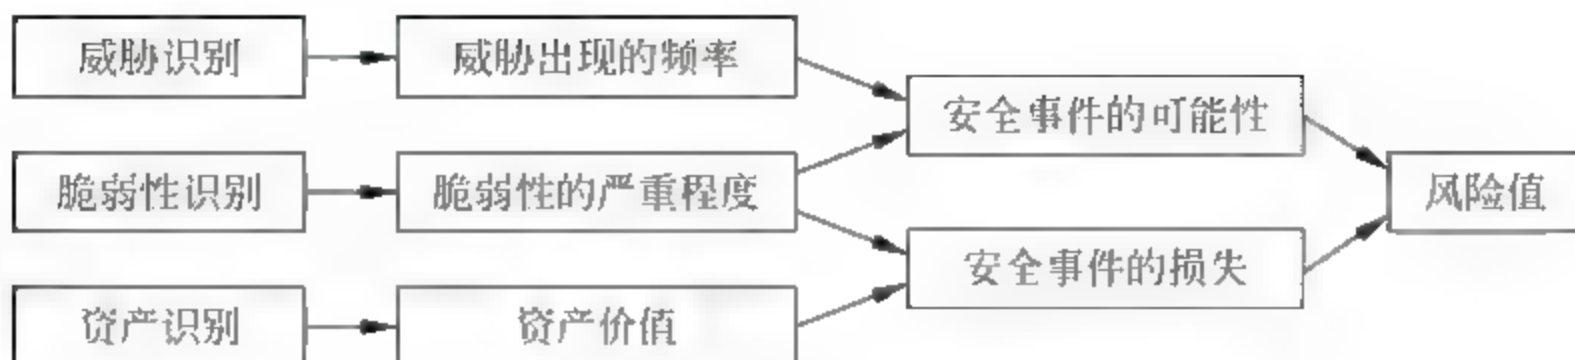 威胁识别
威胁出现的频率
安全事件的可能性
脆弱性识别
脆弱性的严重程度
风险值
安全事件的损失
资产识别
资产价值